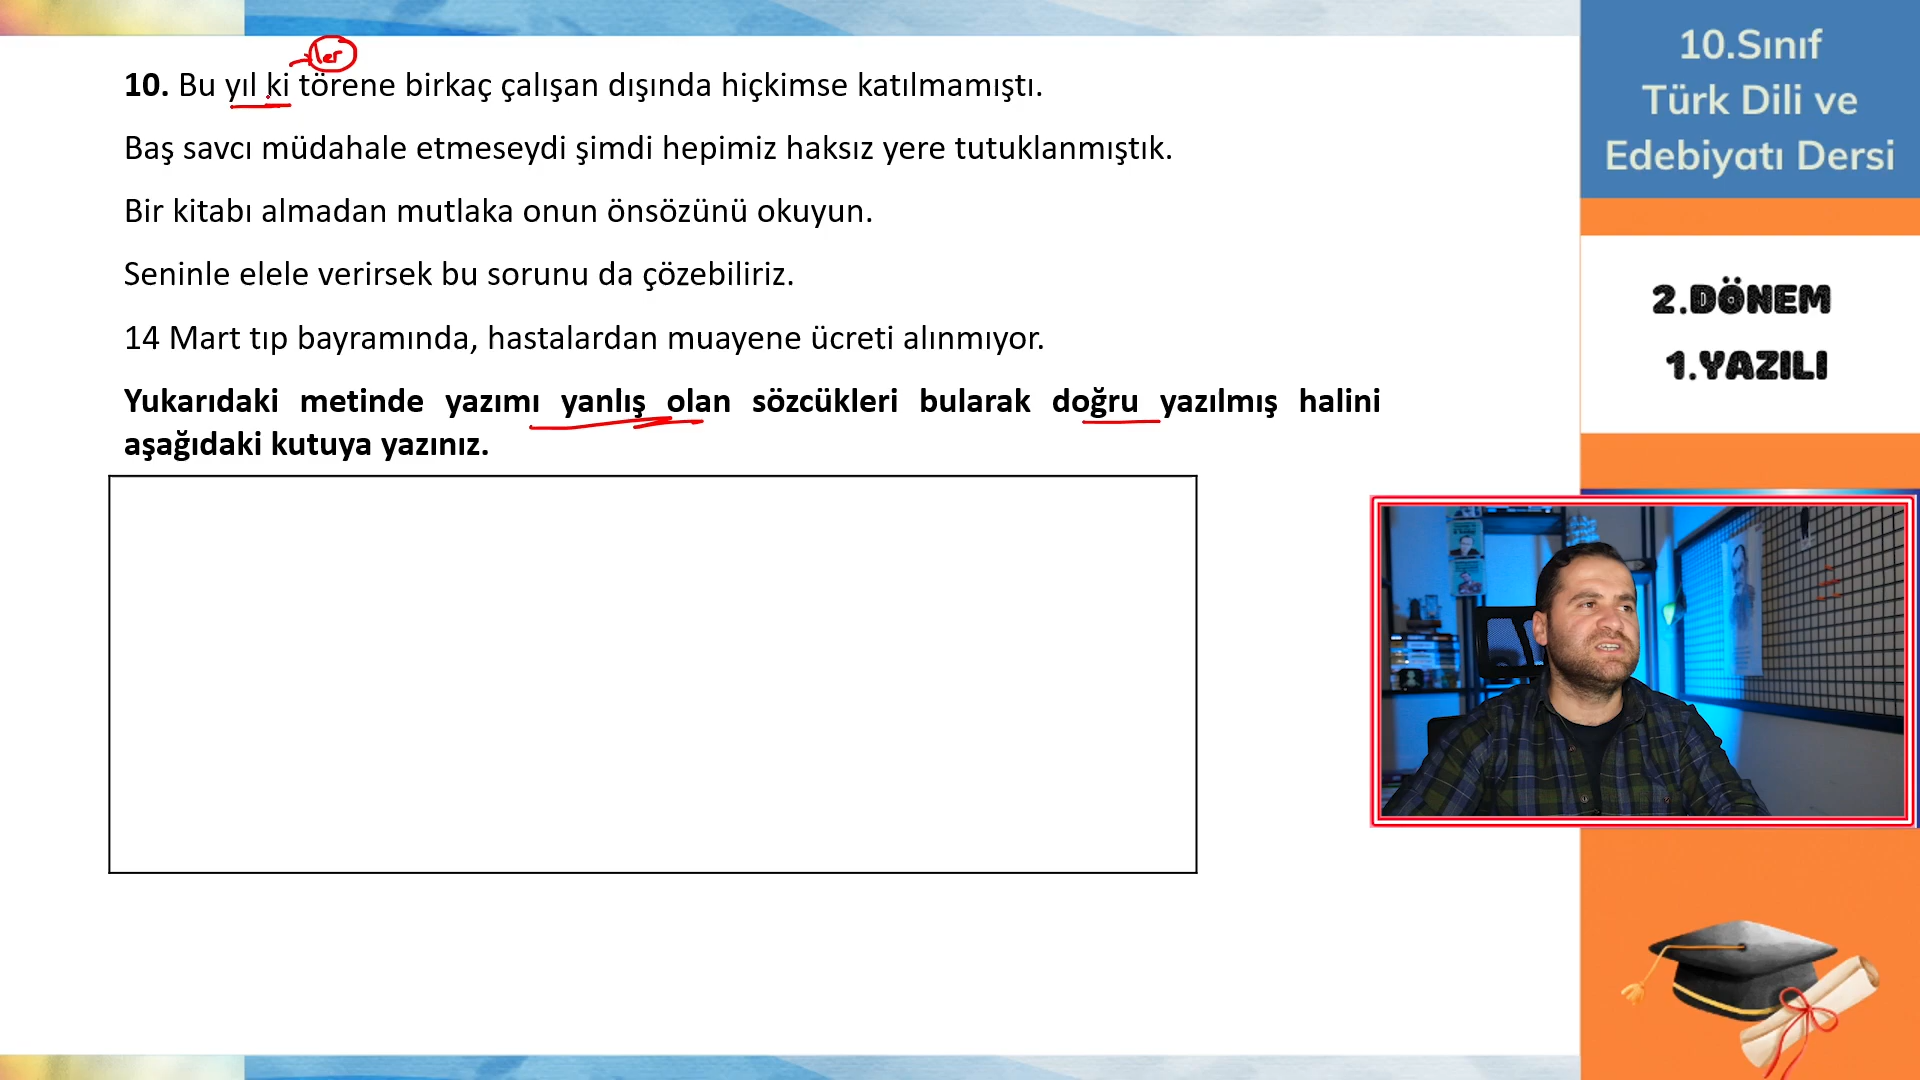 ler
10. Bu yıl ki törene birkaç çalışan dışında hiçkimse katılmamıştı.
Baş savcı müdahale etmeseydi şimdi hepimiz haksız yere tutuklanmıştık.
Bir kitabı almadan mutlaka onun önsözünü okuyun.
Seninle elele verirsek bu sorunu da çözebiliriz.
14 Mart tıp bayramında, hastalardan muayene ücreti alınmıyor.
Yukarıdaki metinde yazımı yanlış olan sözcükleri bularak doğru yazılmış halini
aşağıdaki kutuya yazınız.
10.Sınıf
Türk Dili ve
Edebiyatı Dersi
2.DÖNEM
1.YAZILI